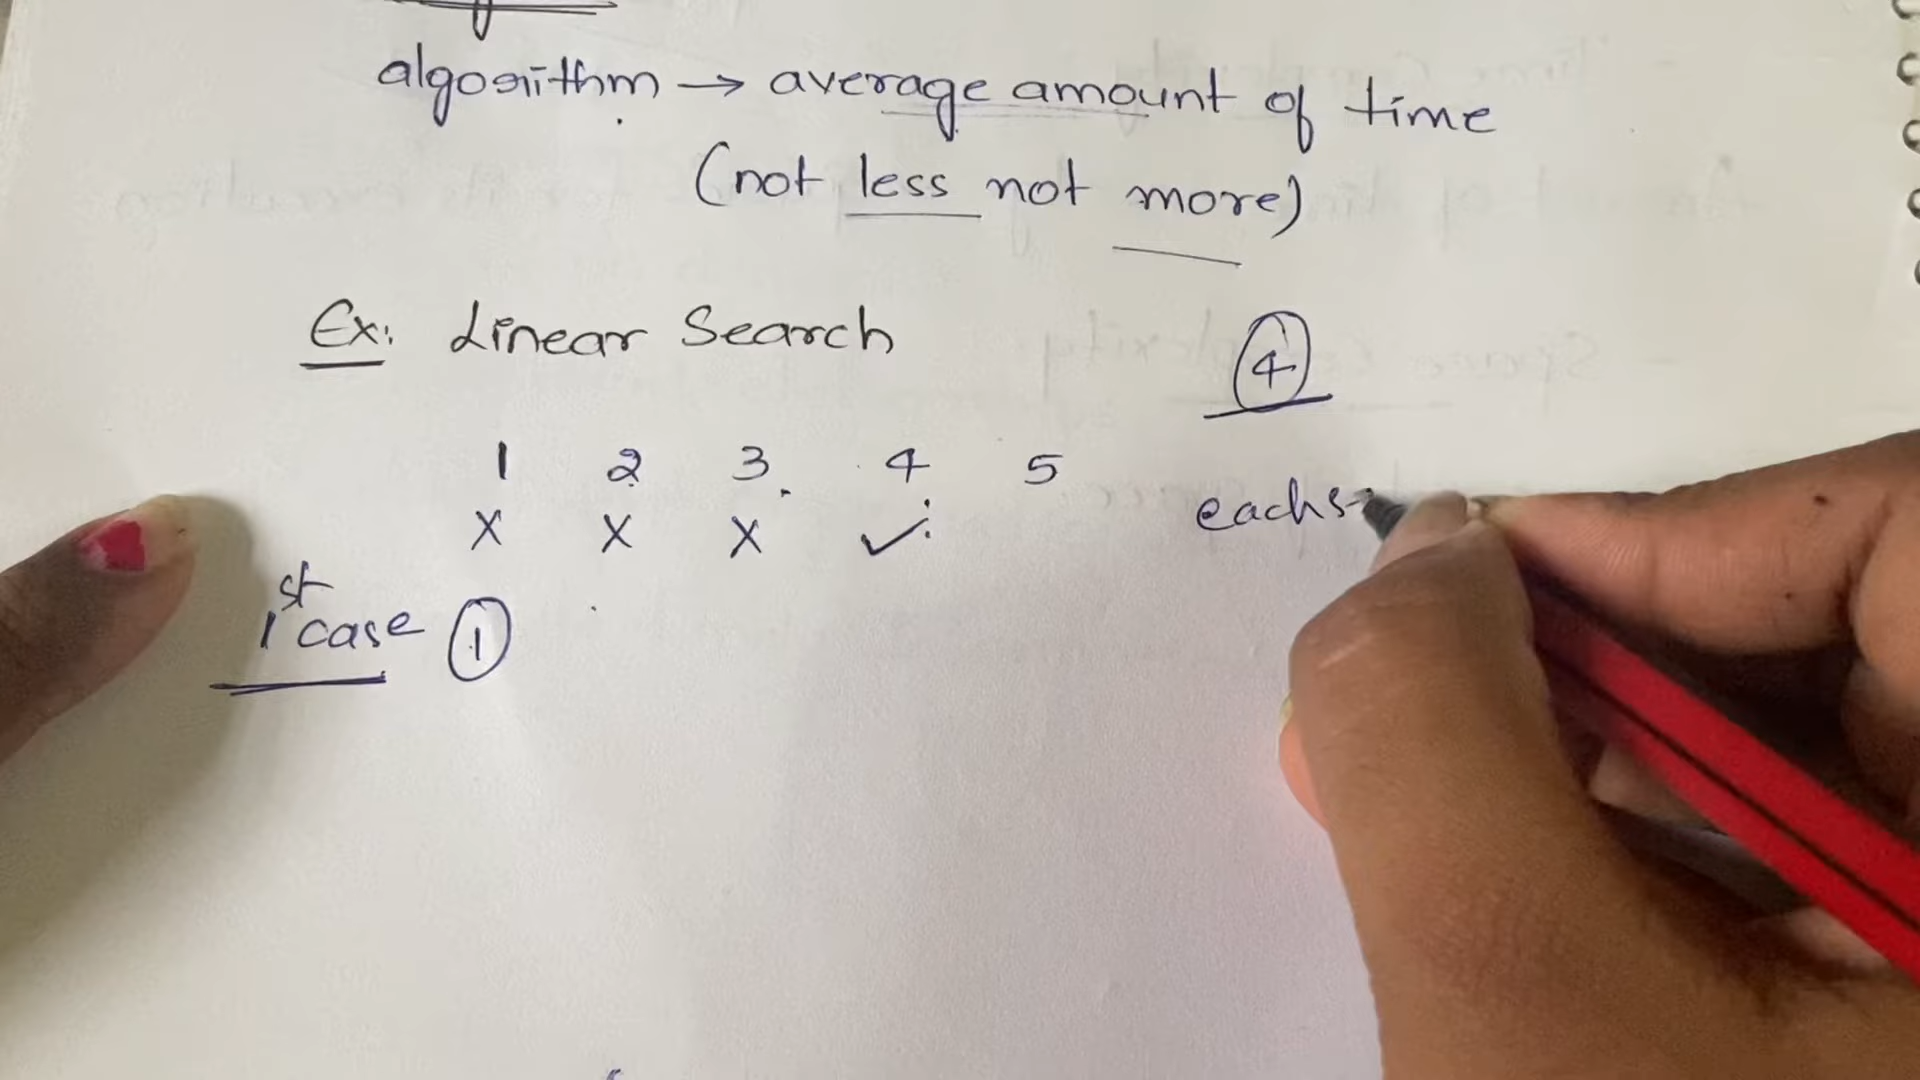 algorithm → average amount of time
(not less not more)
Ex: Linear Search
4
1 2 3 4 5
X X X ✓
each
1st case 1